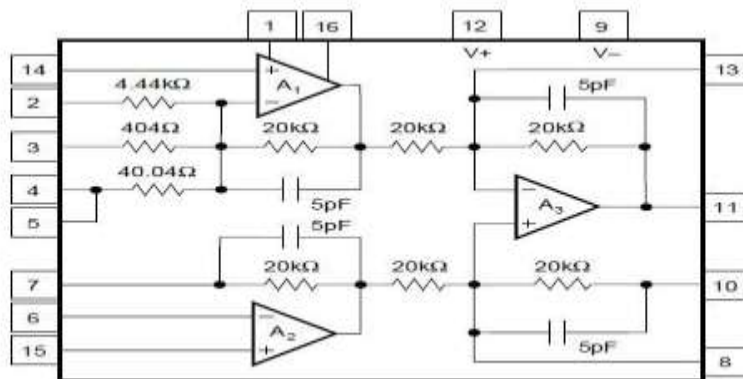 1 16 12 9
V+ V–
14 + A1 13
4.44kΩ 5pF
2 –
404Ω 20kΩ 20kΩ 20kΩ
3
40.04Ω
4
5pF – A3 11
5 5pF +
20kΩ 20kΩ 20kΩ
7 10
6 – A2
15 + 5pF 8